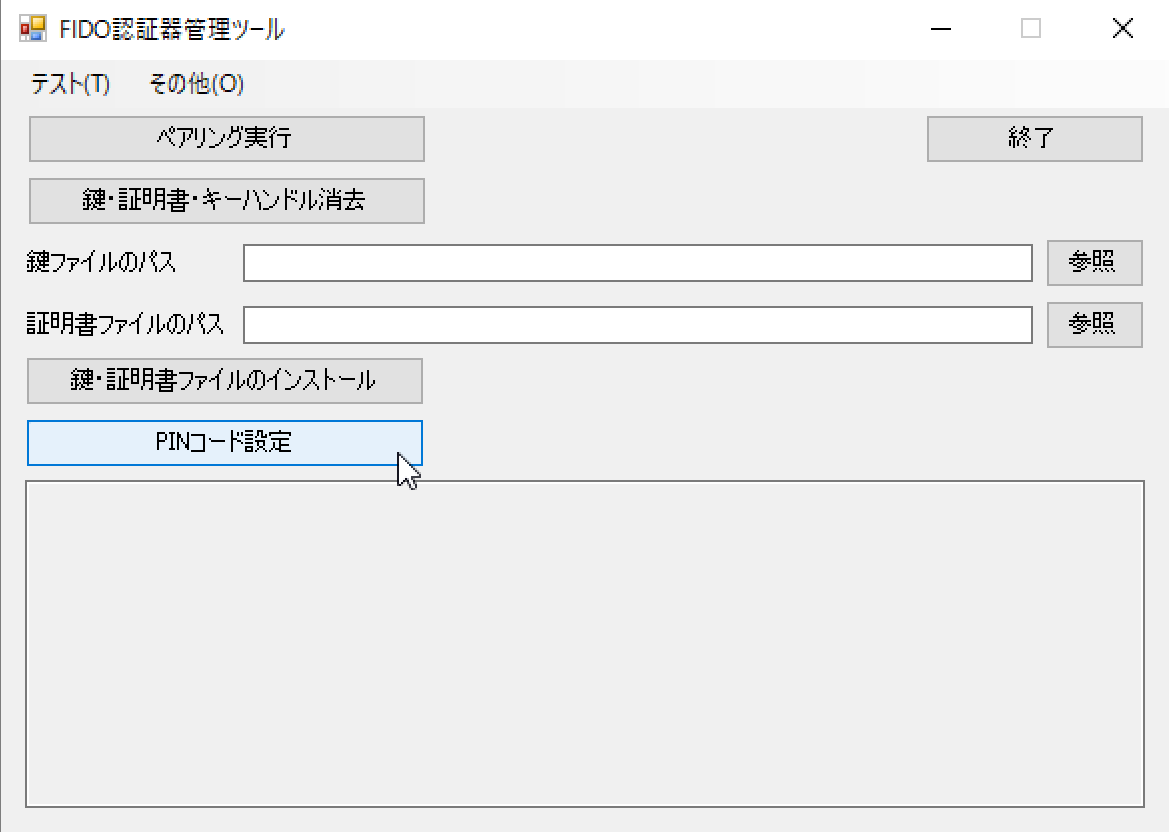 FIDO認証器管理ツール
テスト(T) その他(O)
ペアリング実行 終了
鍵・証明書・キーハンドル消去
鍵ファイルのパス 参照
証明書ファイルのパス 参照
鍵・証明書ファイルのインストール
PINコード設定